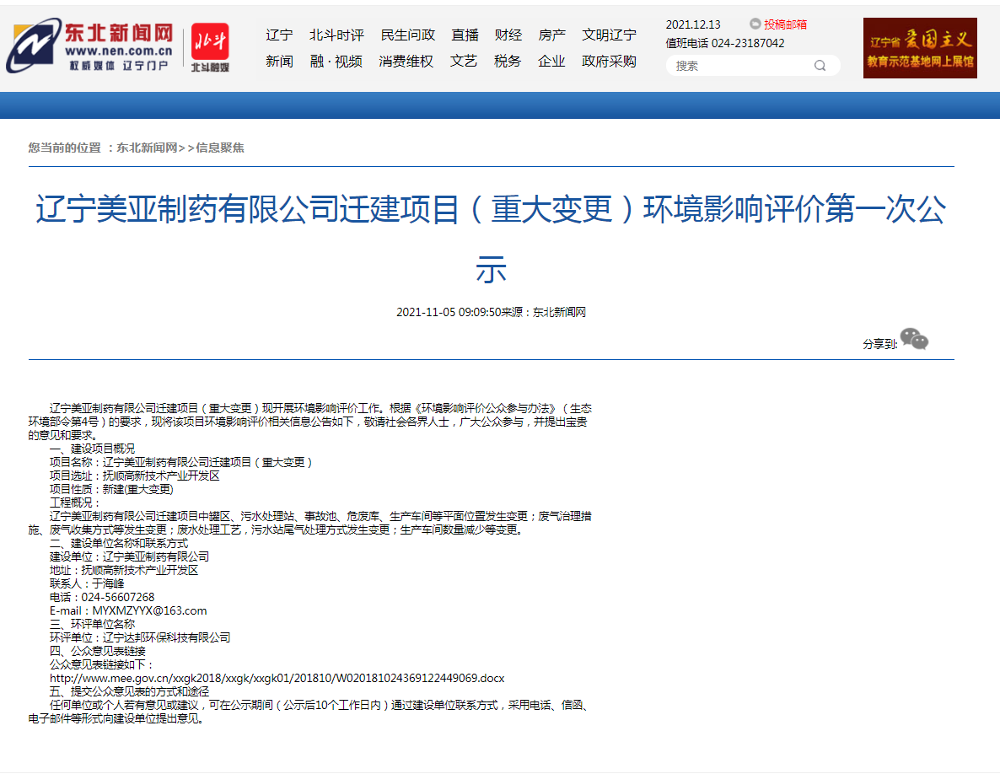 东北新闻网
www.nen.com.cn
权威媒体 辽宁门户
北斗
北斗融媒
辽宁 北斗时评 民生问政 直播 财经 房产 文明辽宁
新闻 融·视频 消费维权 文艺 税务 企业 政府采购
2021.12.13 投稿邮箱
值班电话 024-23187042
搜索
辽宁省 爱国主义
教育示范基地网上展馆
您当前的位置 ：东北新闻网>>信息聚焦
辽宁美亚制药有限公司迁建项目（重大变更）环境影响评价第一次公
示
2021-11-05 09:09:50来源：东北新闻网
分享到:
辽宁美亚制药有限公司迁建项目（重大变更）现开展环境影响评价工作。根据《环境影响评价公众参与办法》（生态
环境部令第4号）的要求，现将该项目环境影响评价相关信息公告如下，敬请社会各界人士，广大公众参与，并提出宝贵
的意见和要求。
一、建设项目概况
项目名称：辽宁美亚制药有限公司迁建项目（重大变更）
项目选址：抚顺高新技术产业开发区
项目性质：新建(重大变更)
工程概况：
辽宁美亚制药有限公司迁建项目中罐区、污水处理站、事故池、危废库、生产车间等平面位置发生变更；废气治理措
施、废气收集方式等发生变更；废水处理工艺，污水站尾气处理方式发生变更；生产车间数量减少等变更。
二、建设单位名称和联系方式
建设单位：辽宁美亚制药有限公司
地址：抚顺高新技术产业开发区
联系人：于海峰
电话：024-56607268
E-mail：MYXMZYYX@163.com
三、环评单位名称
环评单位：辽宁达邦环保科技有限公司
四、公众意见表链接
公众意见表链接如下：
http://www.mee.gov.cn/xxgk2018/xxgk/xxgk01/201810/W020181024369122449069.docx
五、提交公众意见表的方式和途径
任何单位或个人若有意见或建议，可在公示期间（公示后10个工作日内）通过建设单位联系方式，采用电话、信函、
电子邮件等形式向建设单位提出意见。